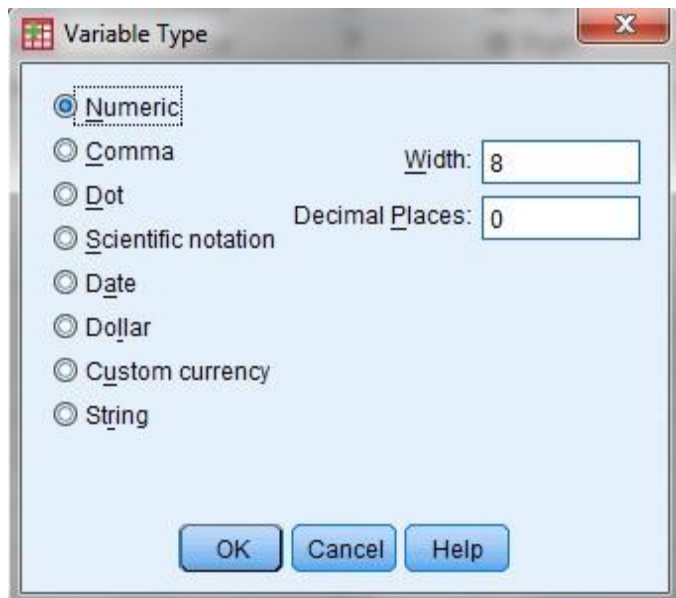 Variable Type
Numeric
Comma
Dot
Scientific notation
Date
Dollar
Custom currency
String
Width: 8
Decimal Places: 0
OK Cancel Help